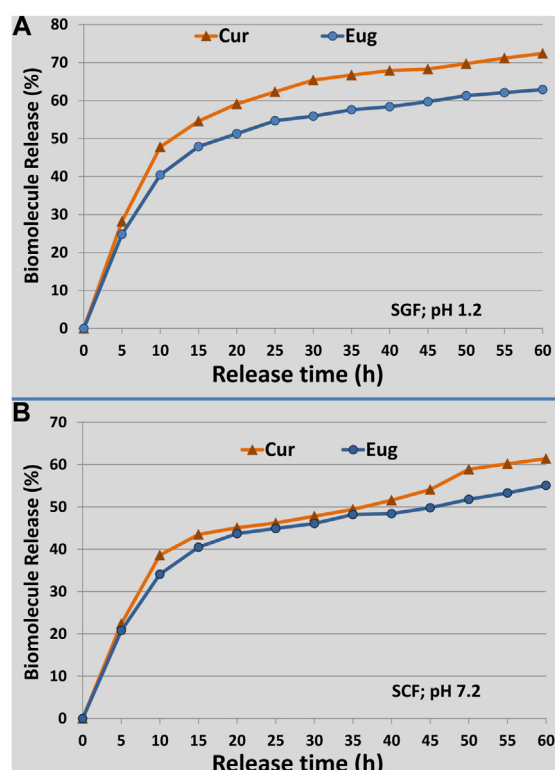 A
80
Cur Eug
70
60
50
40
30
20
10
0
Biomolecule Release (%)
SGF; pH 1.2
0 5 10 15 20 25 30 35 40 45 50 55 60
Release time (h)
B
70
Cur Eug
60
50
40
30
20
10
0
Biomolecule Release (%)
SCF; pH 7.2
0 5 10 15 20 25 30 35 40 45 50 55 60
Release time (h)